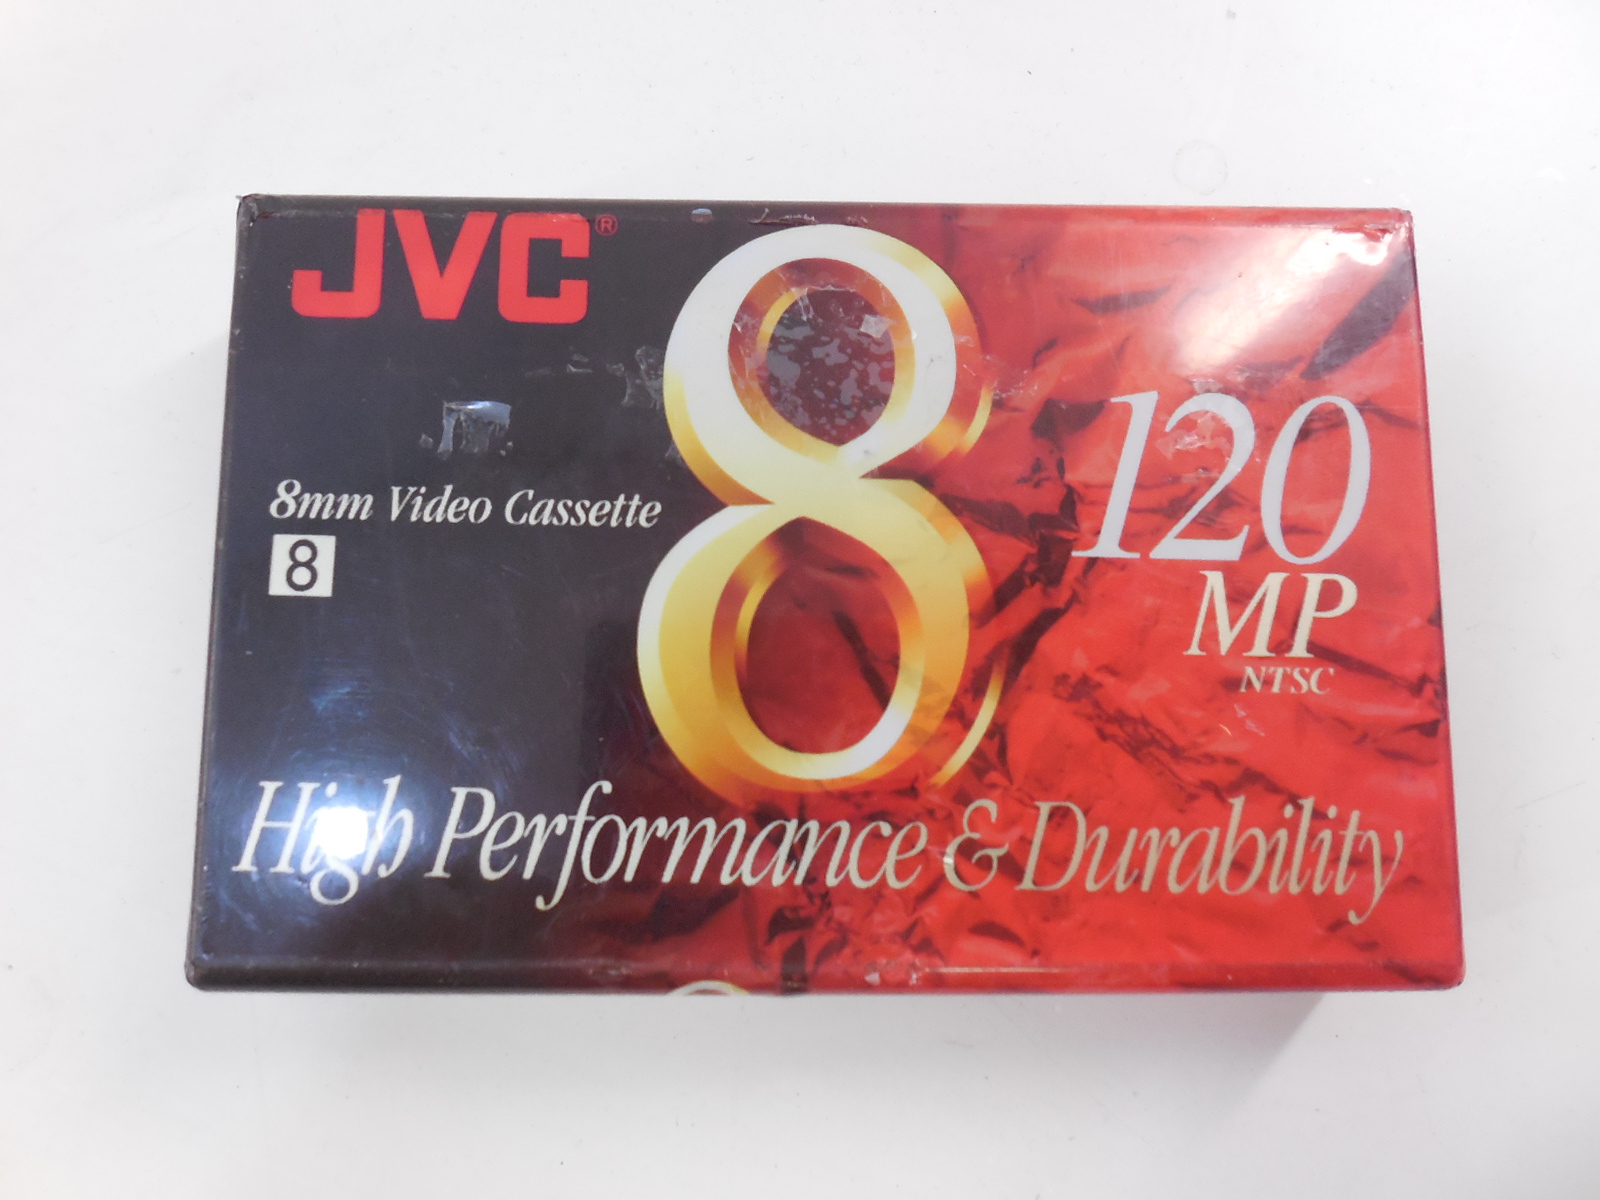 JVC®
8
120
MP
NTSC
8mm Video Cassette
8
High Performance & Durability